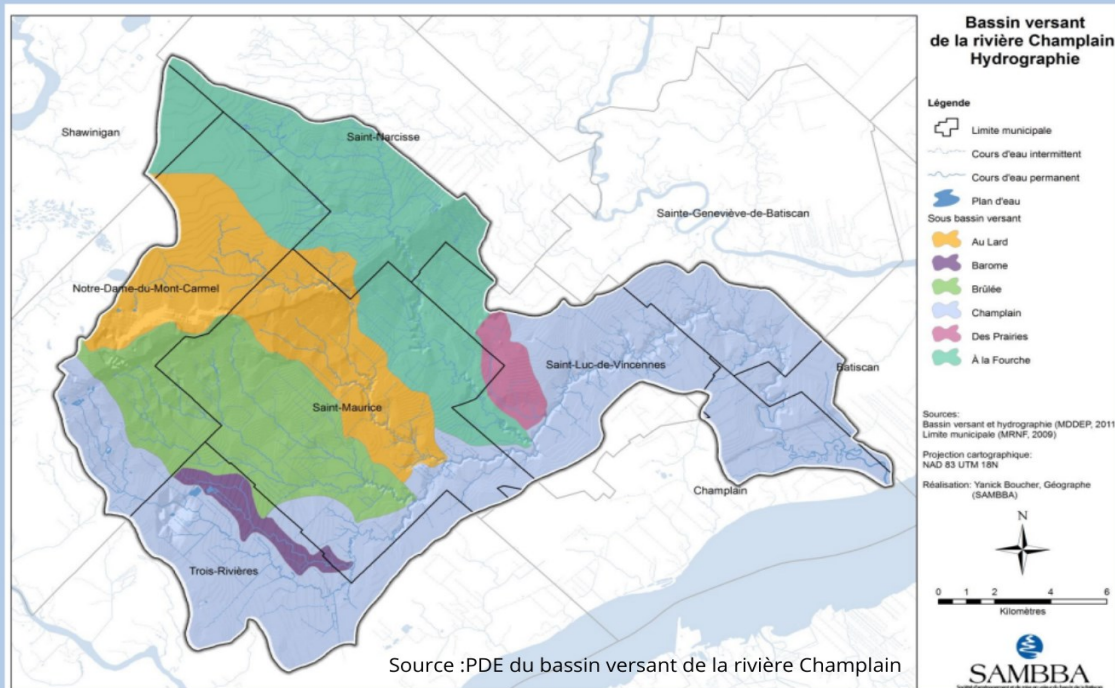 Bassin versant
de la rivière Champlain
Hydrographie
Légende
Limite municipale
Cours d'eau intermittent
Cours d'eau permanent
Plan d'eau
Sous bassin versant
Au Lard
Barome
Brûlée
Champlain
Des Prairies
À la Fourche
Sources:
Bassin versant et hydrographie (MDDEP, 2011
Limite municipale (MRNF, 2009)
Projection cartographique:
NAD 83 UTM 18N
Réalisation: Yanick Boucher, Géographe
(SAMBBA)
N
0 1 2 4 6
Kilomètres
SAMBBA
Shawinigan
Saint-Narcisse
Sainte-Geneviève-de-Batiscan
Notre-Dame-du-Mont-Carmel
Saint-Luc-de-Vincennes
Batiscan
Saint-Maurice
Champlain
Trois-Rivières
Source :PDE du bassin versant de la rivière Champlain